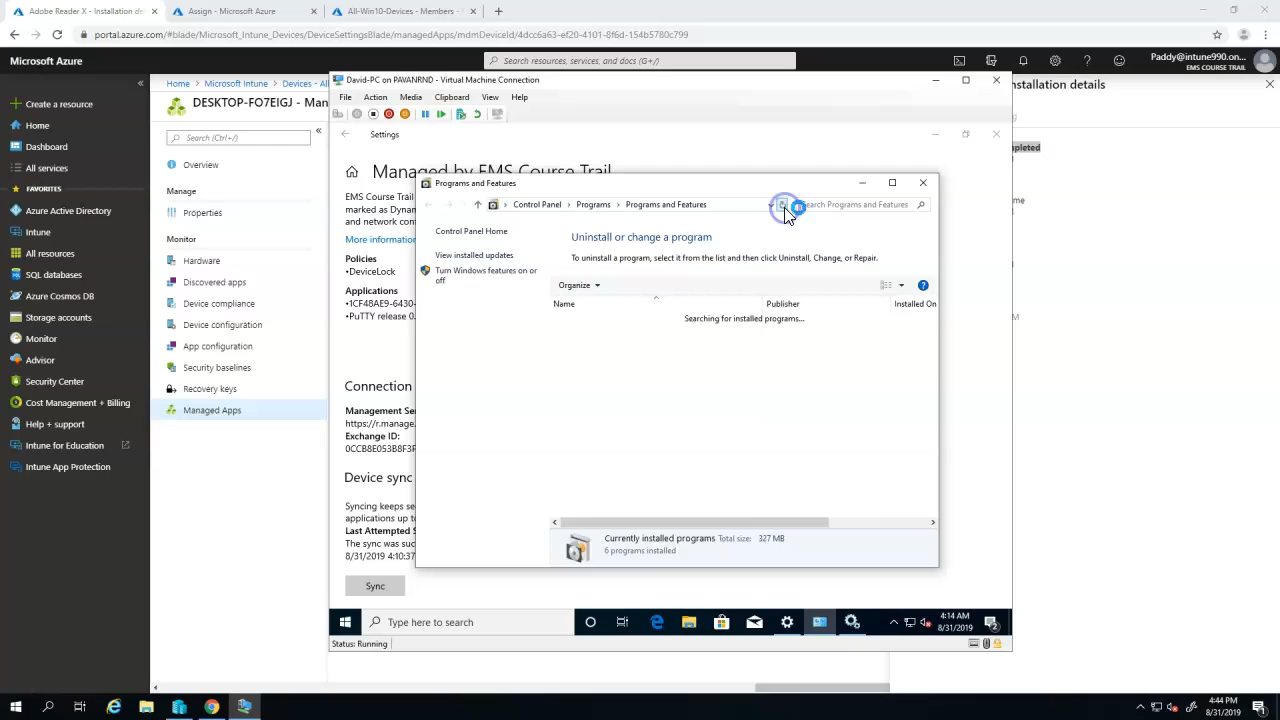 Adobe Reader X - Installation det
Assign - Microsoft Azure
All-Win10-Devices - Members -
portal.azure.com/#blade/Microsoft_Intune_Devices/DeviceSettingsBlade/managedApps/mdmDeviceId/4dcc6a63-ef20-4101-8f6d-154b5780c799
Microsoft Azure
Search resources, services, and docs (G+/)
Paddy@intune990.on...
EMS COURSE TRAIL
Create a resource
Home
Dashboard
All services
FAVORITES
Azure Active Directory
Intune
All resources
SQL databases
Azure Cosmos DB
Storage accounts
Monitor
Advisor
Security Center
Cost Management + Billing
Help + support
Intune for Education
Intune App Protection
Home
Microsoft Intune
Devices - All
DESKTOP-FO7EIGJ - Man
Search (Ctrl+/)
Overview
Manage
Properties
Monitor
Hardware
Discovered apps
Device compliance
Device configuration
App configuration
Security baselines
Recovery keys
Managed Apps
David-PC on PAVANRND - Virtual Machine Connection
File
Action
Media
Clipboard
View
Help
Settings
Managed by EMS Course Trail
EMS Course Trail
marked as Dynam
and network conf
More information
Policies
•DeviceLock
Applications
•1CF48AE9-6430-
•PuTTY release 0.
Connection
Management Ser
https://r.manage.
Exchange ID:
0CCB8E053B8F3F
Device sync
Syncing keeps se
applications up to
Last Attempted S
The sync was suc
8/31/2019 4:10:37
Sync
Programs and Features
Control Panel
Programs
Programs and Features
Search Programs and Features
Control Panel Home
View installed updates
Turn Windows features on or
off
Uninstall or change a program
To uninstall a program, select it from the list and then click Uninstall, Change, or Repair.
Organize
Name
Publisher
Installed On
Searching for installed programs...
Currently installed programs Total size: 327 MB
6 programs installed
Type here to search
4:14 AM
8/31/2019
2
Status: Running
nstallation details
pleted
me
M
4:44 PM
8/31/2019
1